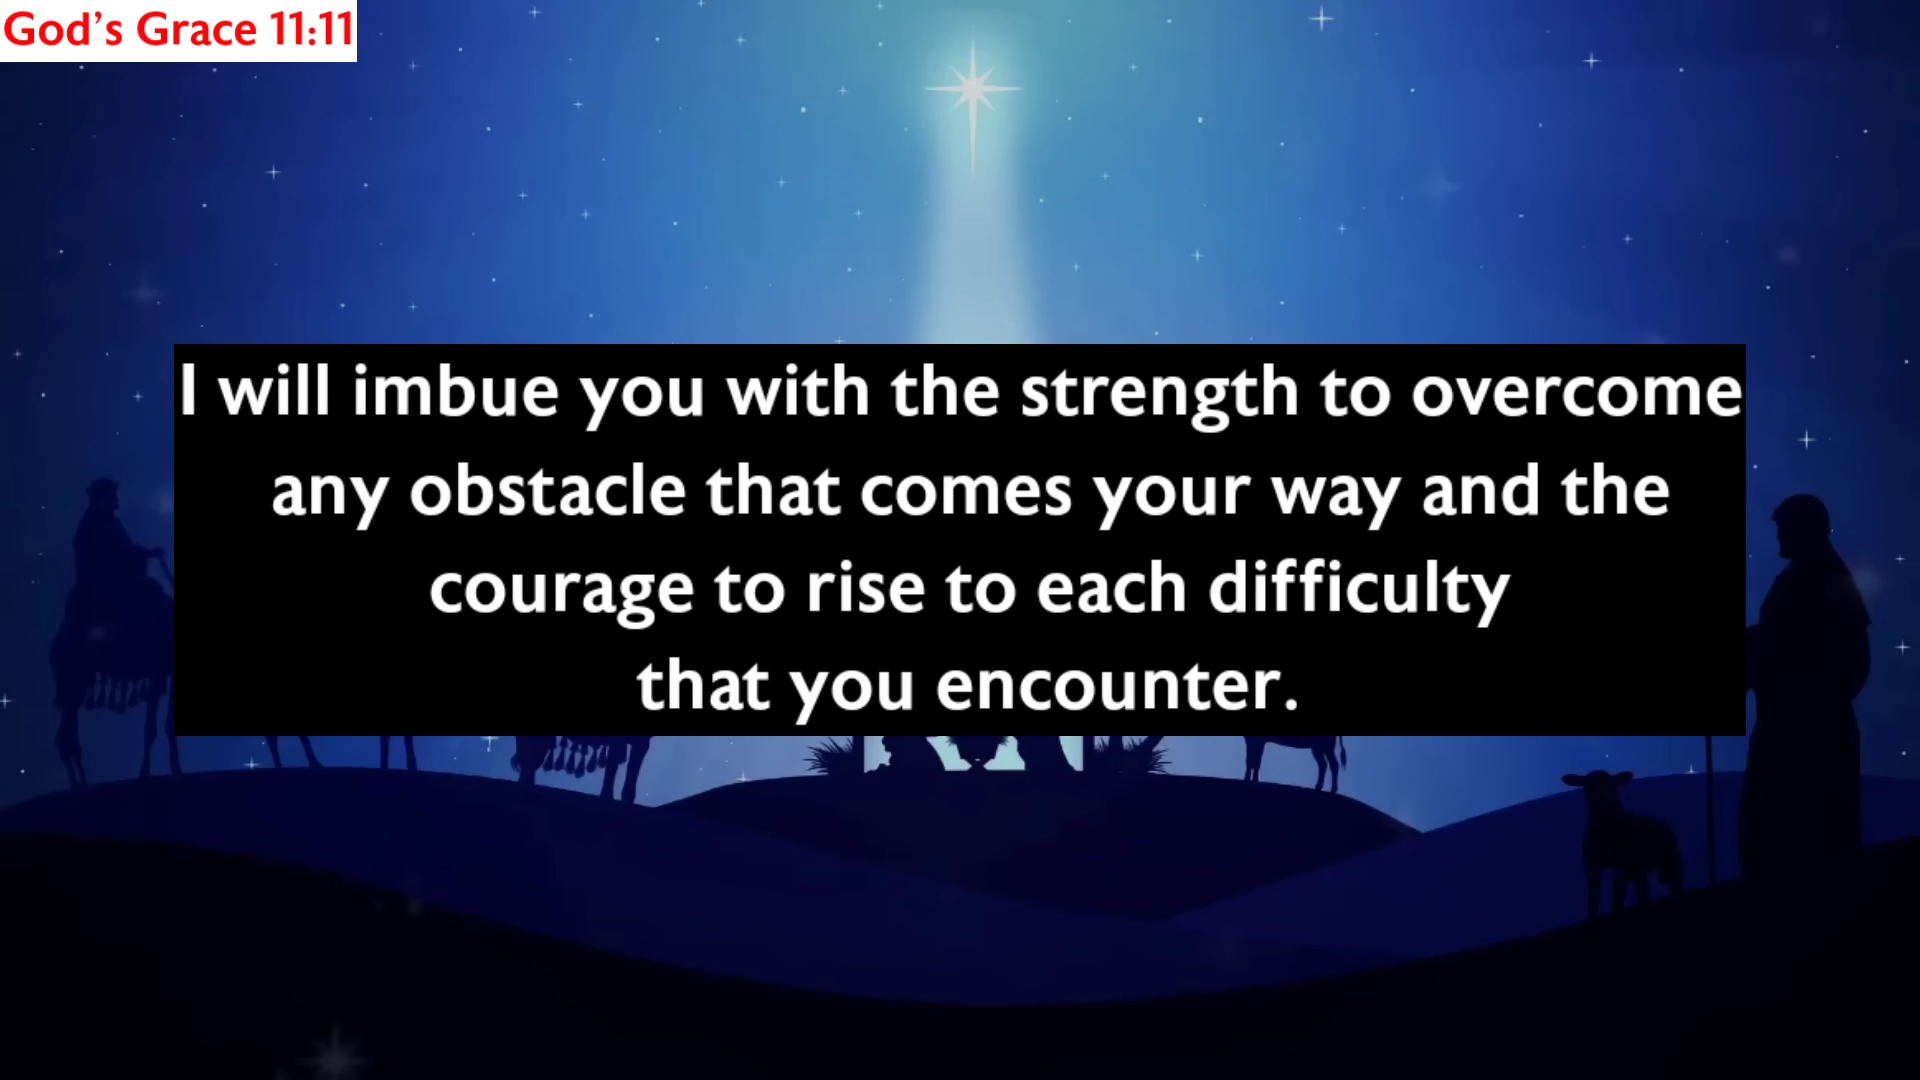 God's Grace 11:11
I will imbue you with the strength to overcome
any obstacle that comes your way and the
courage to rise to each difficulty
that you encounter.